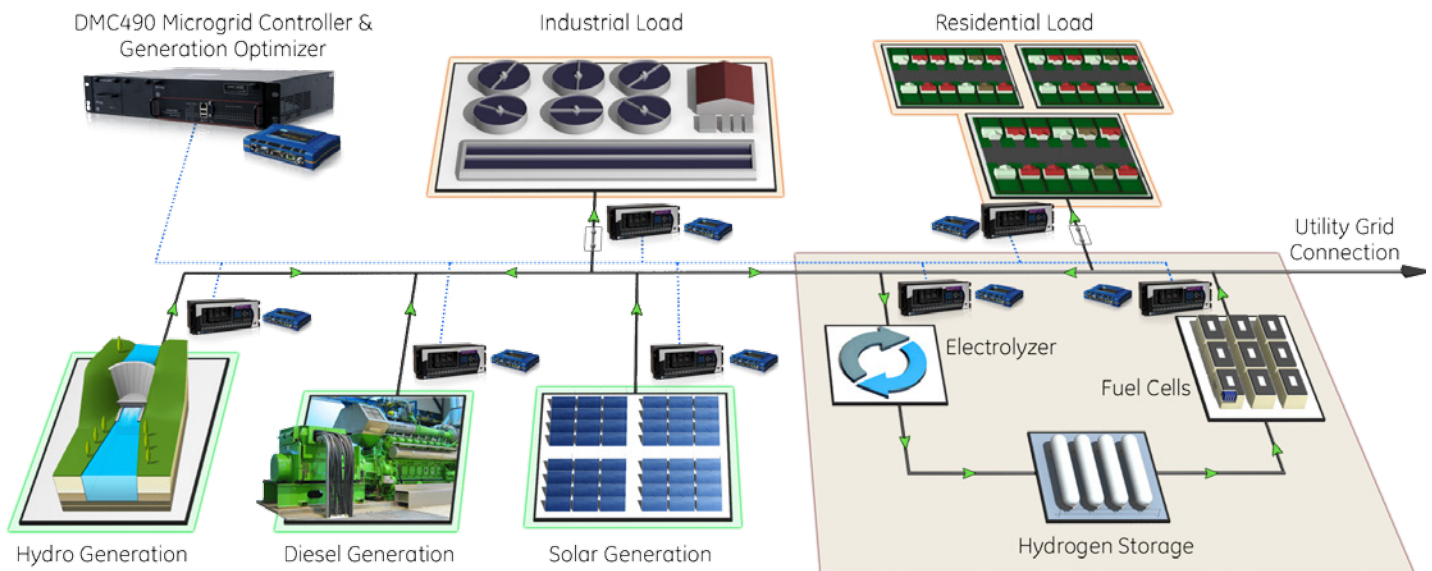 DMC490 Microgrid Controller &
Generation Optimizer
Industrial Load
Residential Load
Utility Grid
Connection
Electrolyzer
Fuel Cells
Hydrogen Storage
Hydro Generation
Diesel Generation
Solar Generation